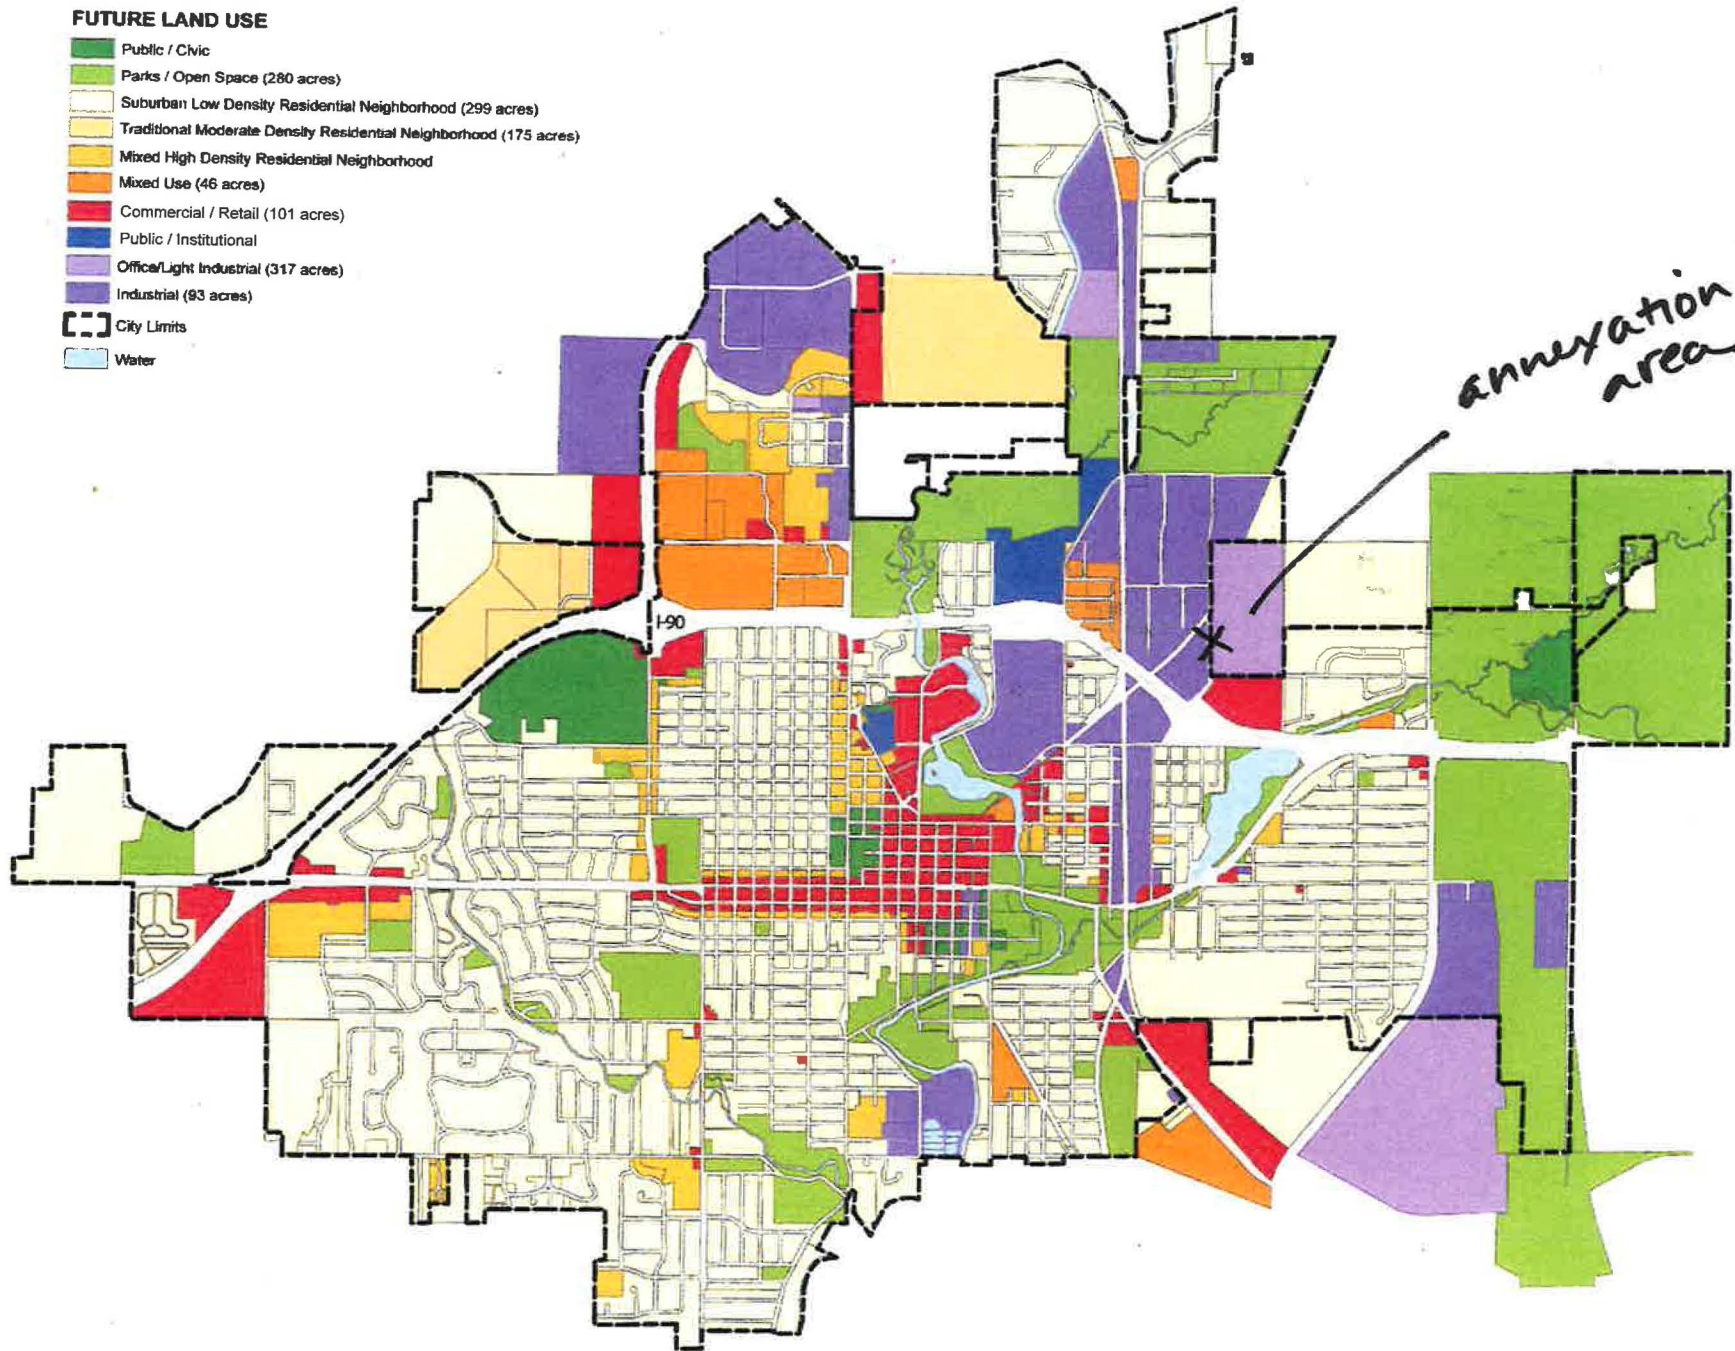 FUTURE LAND USE
Public / Civic
Parks / Open Space (280 acres)
Suburban Low Density Residential Neighborhood (299 acres)
Traditional Moderate Density Residential Neighborhood (175 acres)
Mixed High Density Residential Neighborhood
Mixed Use (46 acres)
Commercial / Retail (101 acres)
Public / Institutional
Office/Light Industrial (317 acres)
Industrial (93 acres)
City Limits
Water
annexation
area
I-90
X